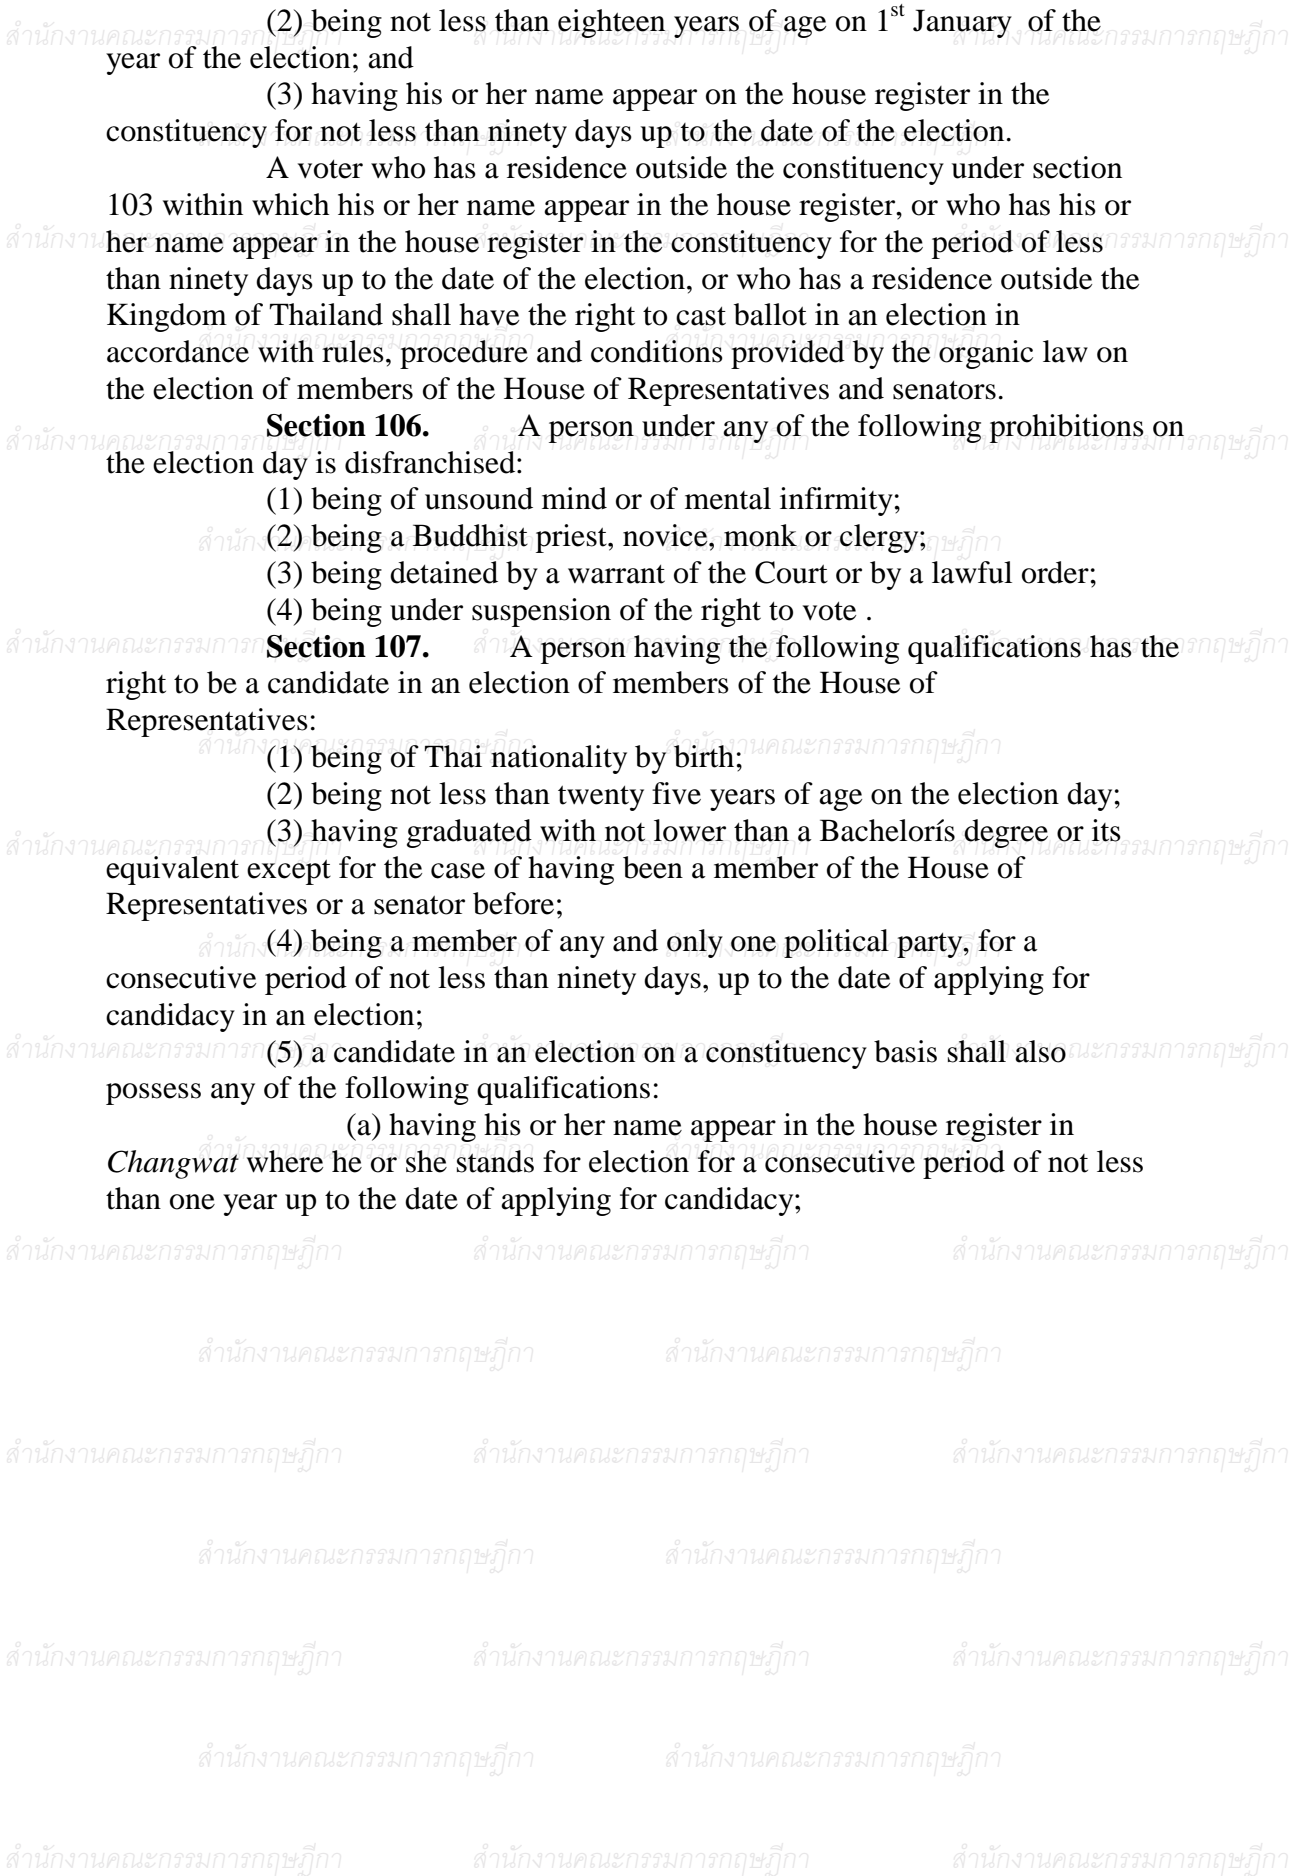 (2) being not less than eighteen years of age on 1st January of the
year of the election; and
(3) having his or her name appear on the house register in the
constituency for not less than ninety days up to the date of the election.
A voter who has a residence outside the constituency under section
103 within which his or her name appear in the house register, or who has his or
her name appear in the house register in the constituency for the period of less
than ninety days up to the date of the election, or who has a residence outside the
Kingdom of Thailand shall have the right to cast ballot in an election in
accordance with rules, procedure and conditions provided by the organic law on
the election of members of the House of Representatives and senators.
Section 106. A person under any of the following prohibitions on
the election day is disfranchised:
(1) being of unsound mind or of mental infirmity;
(2) being a Buddhist priest, novice, monk or clergy;
(3) being detained by a warrant of the Court or by a lawful order;
(4) being under suspension of the right to vote .
Section 107. A person having the following qualifications has the
right to be a candidate in an election of members of the House of
Representatives:
(1) being of Thai nationality by birth;
(2) being not less than twenty five years of age on the election day;
(3) having graduated with not lower than a Bachelorís degree or its
equivalent except for the case of having been a member of the House of
Representatives or a senator before;
(4) being a member of any and only one political party, for a
consecutive period of not less than ninety days, up to the date of applying for
candidacy in an election;
(5) a candidate in an election on a constituency basis shall also
possess any of the following qualifications:
(a) having his or her name appear in the house register in
Changwat where he or she stands for election for a consecutive period of not less
than one year up to the date of applying for candidacy;
สำนักงานคณะกรรมการกฤษฎีกา สำนักงานคณะกรรมการกฤษฎีกา สำนักงานคณะกรรมการกฤษฎีกา
สำนักงานคณะกรรมการกฤษฎีกา สำนักงานคณะกรรมการกฤษฎีกา
สำนักงานคณะกรรมการกฤษฎีกา สำนักงานคณะกรรมการกฤษฎีกา สำนักงานคณะกรรมการกฤษฎีกา
สำนักงานคณะกรรมการกฤษฎีกา สำนักงานคณะกรรมการกฤษฎีกา
สำนักงานคณะกรรมการกฤษฎีกา สำนักงานคณะกรรมการกฤษฎีกา สำนักงานคณะกรรมการกฤษฎีกา
สำนักงานคณะกรรมการกฤษฎีกา สำนักงานคณะกรรมการกฤษฎีกา
สำนักงานคณะกรรมการกฤษฎีกา สำนักงานคณะกรรมการกฤษฎีกา สำนักงานคณะกรรมการกฤษฎีกา